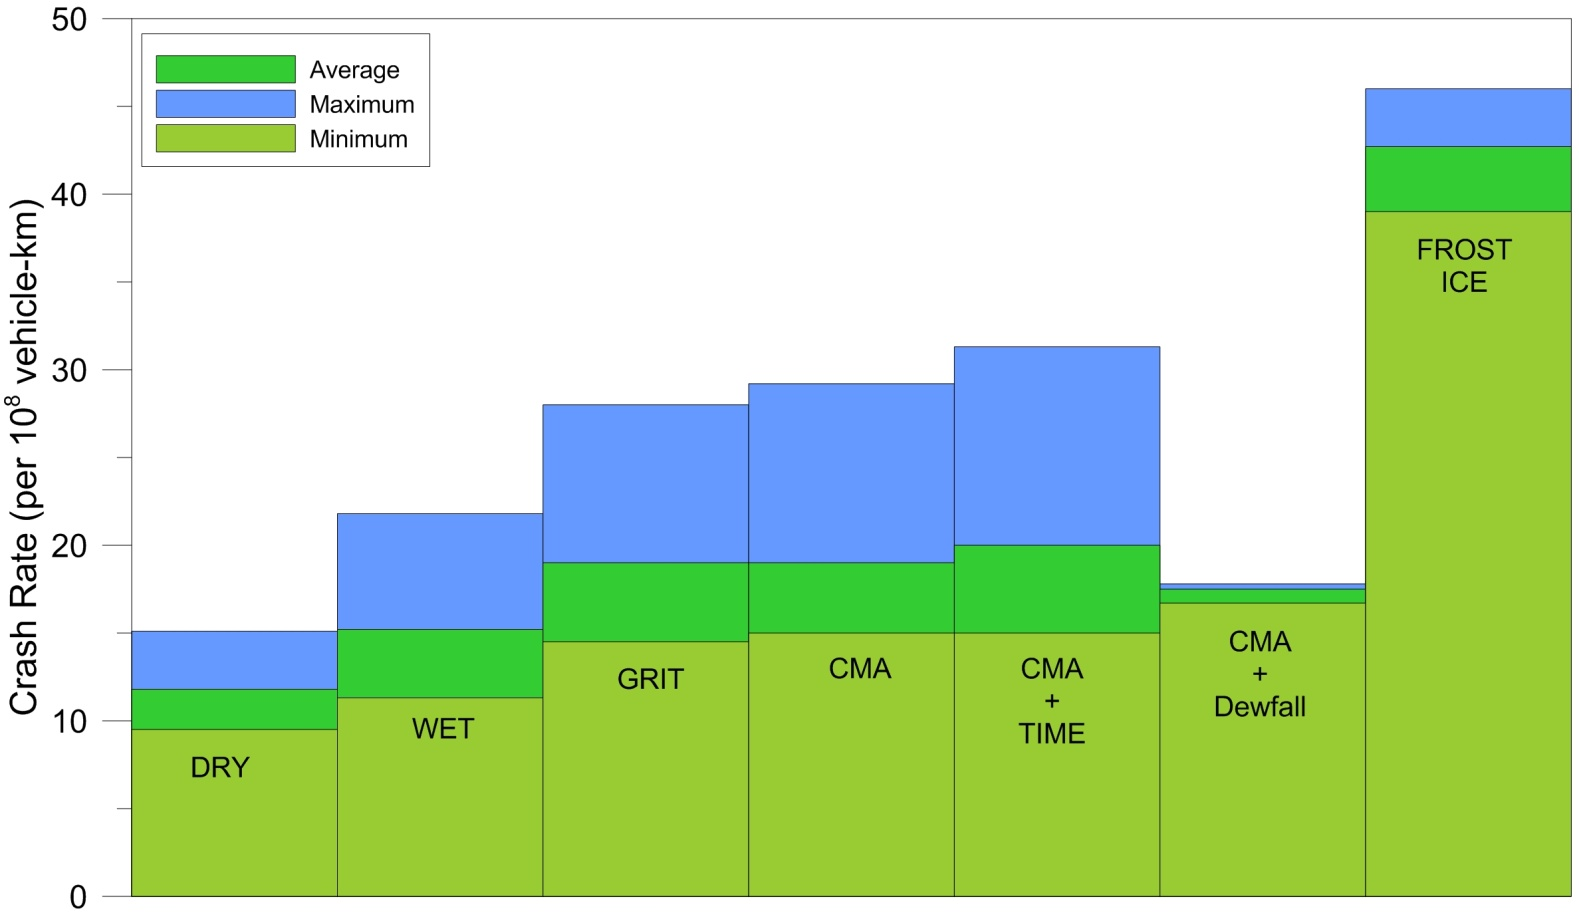 50
40
30
20
10
0
Crash Rate (per 10⁸ vehicle-km)
Average
Maximum
Minimum
DRY
WET
GRIT
CMA
CMA
+
TIME
CMA
+
Dewfall
FROST
ICE